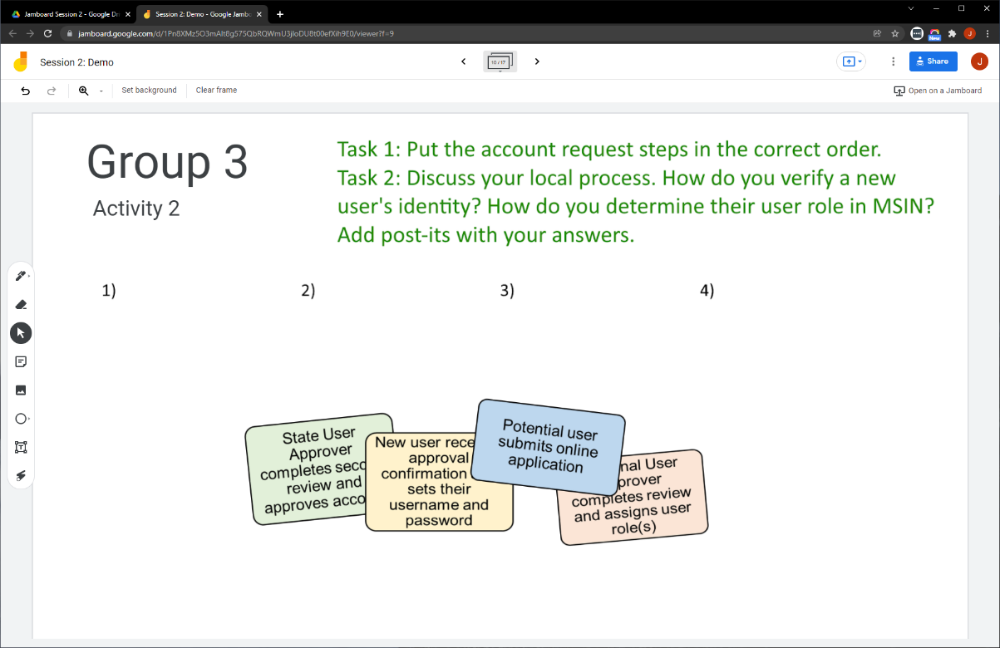 Jamboard Session 2 - Google Dri
Session 2: Demo - Google Jambo
jamboard.google.com/d/1Pn8XMzSO3mAlt8g575QbRQWmU3jloDU8t00efXih9E0/viewer?f=9
New
J
Session 2: Demo
10 / 17
Share
J
Set background
Clear frame
Open on a Jamboard
Group 3
Activity 2
Task 1: Put the account request steps in the correct order.
Task 2: Discuss your local process. How do you verify a new
user's identity? How do you determine their user role in MSIN?
Add post-its with your answers.
1)
2)
3)
4)
State User
Approver
completes seco
review and
approves acco
New user rece
approval
confirmation
sets their
username and
password
Potential user
submits online
application
nal User
prover
completes review
and assigns user
role(s)